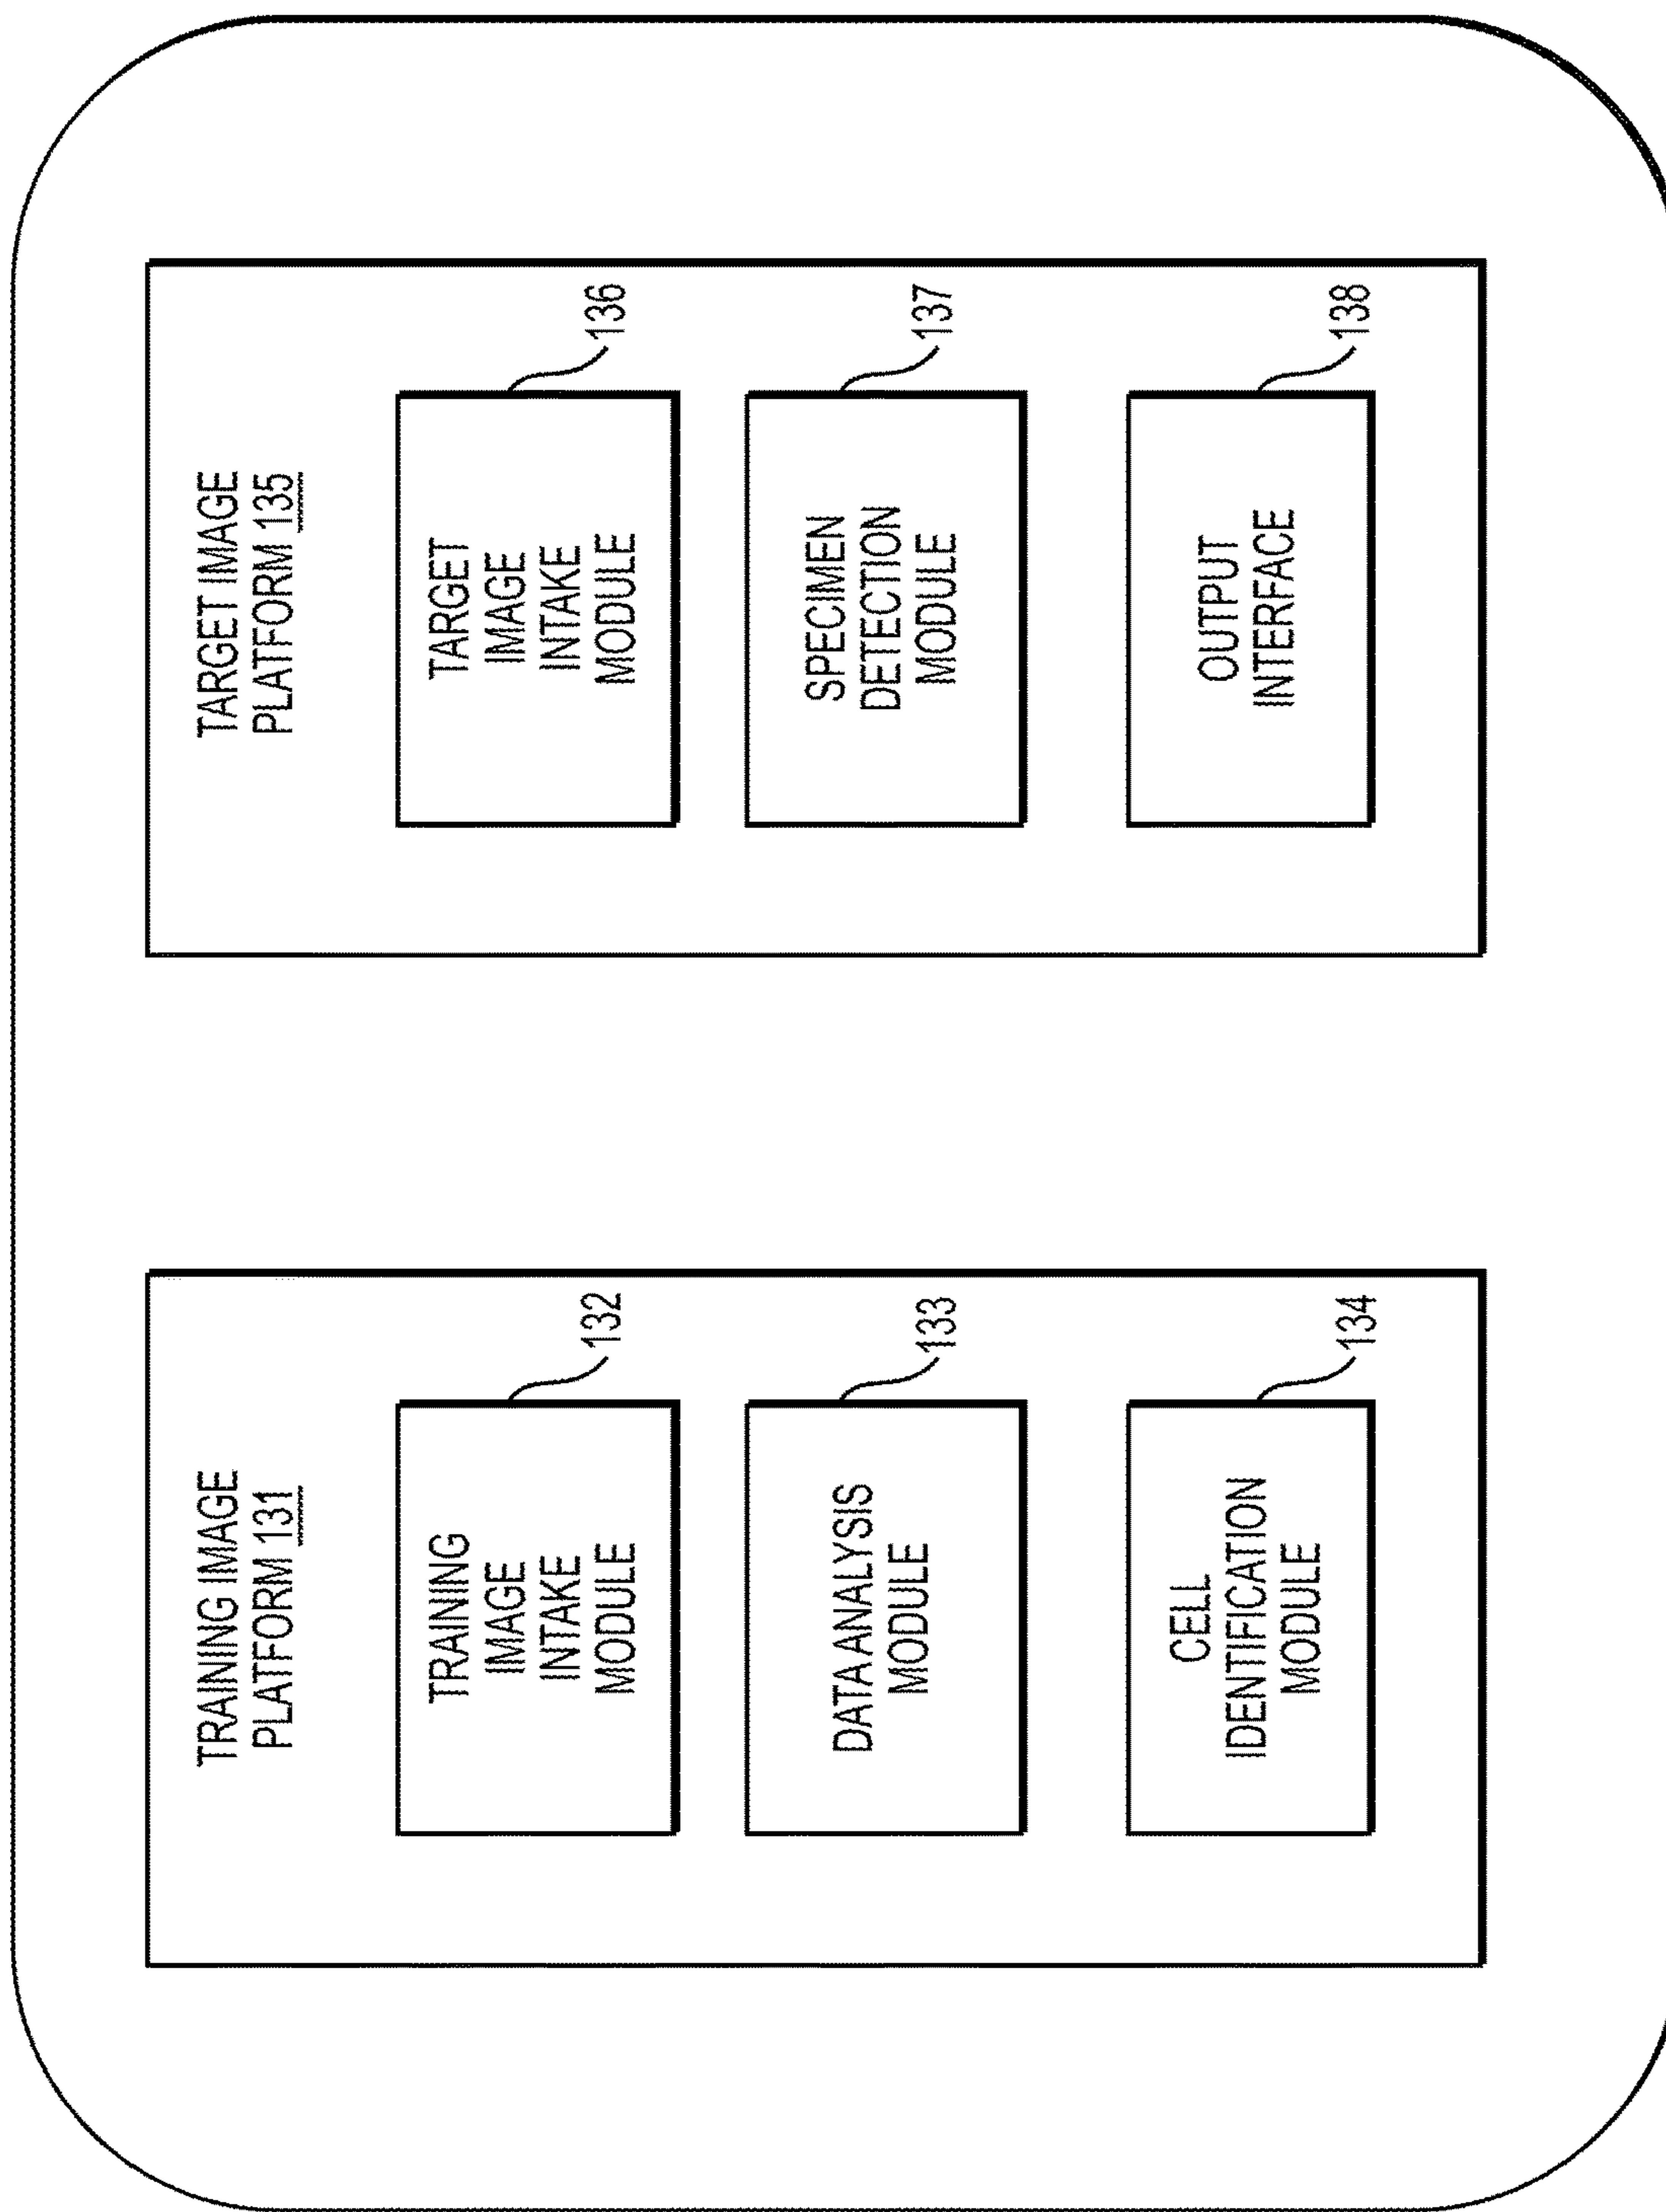 TRAINING IMAGE
PLATFORM 131
TRAINING
IMAGE
INTAKE
MODULE
132
DATA ANALYSIS
MODULE
133
CELL
IDENTIFICATION
MODULE
134
TARGET IMAGE
PLATFORM 135
TARGET
IMAGE
INTAKE
MODULE
136
SPECIMEN
DETECTION
MODULE
137
OUTPUT
INTERFACE
138